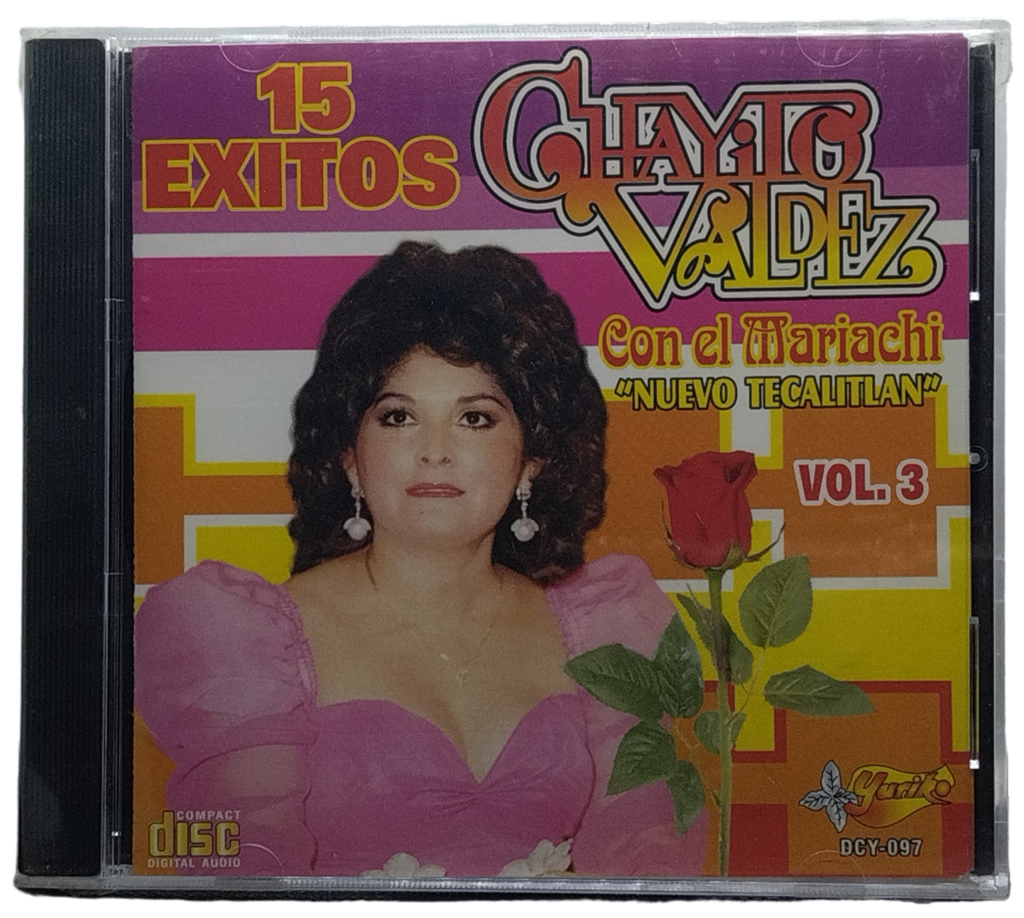 15
EXITOS
CHAYiTO
VALDEZ
Con el Mariachi
"NUEVO TECALITLAN"
VOL. 3
COMPACT
disc
DIGITAL AUDIO
Yuriko
DCY-097